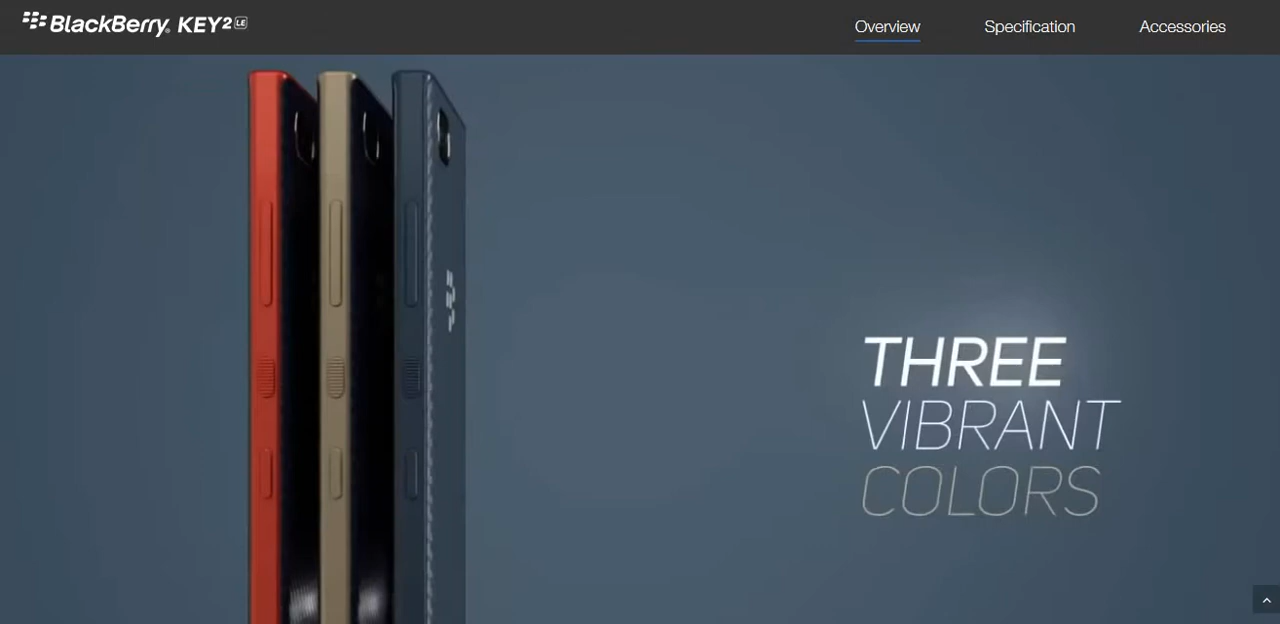 BlackBerry® KEY2 LE
Overview
Specification
Accessories
THREE
VIBRANT
COLORS